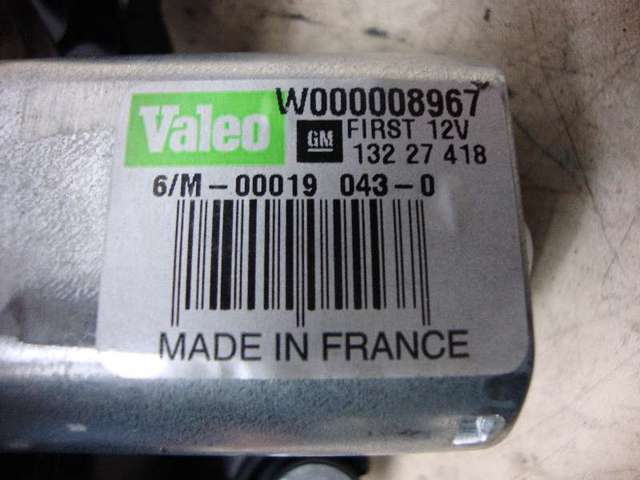 Valeo W000008967
GM FIRST 12V
132 27 418
6/M-00019 043-0
MADE IN FRANCE